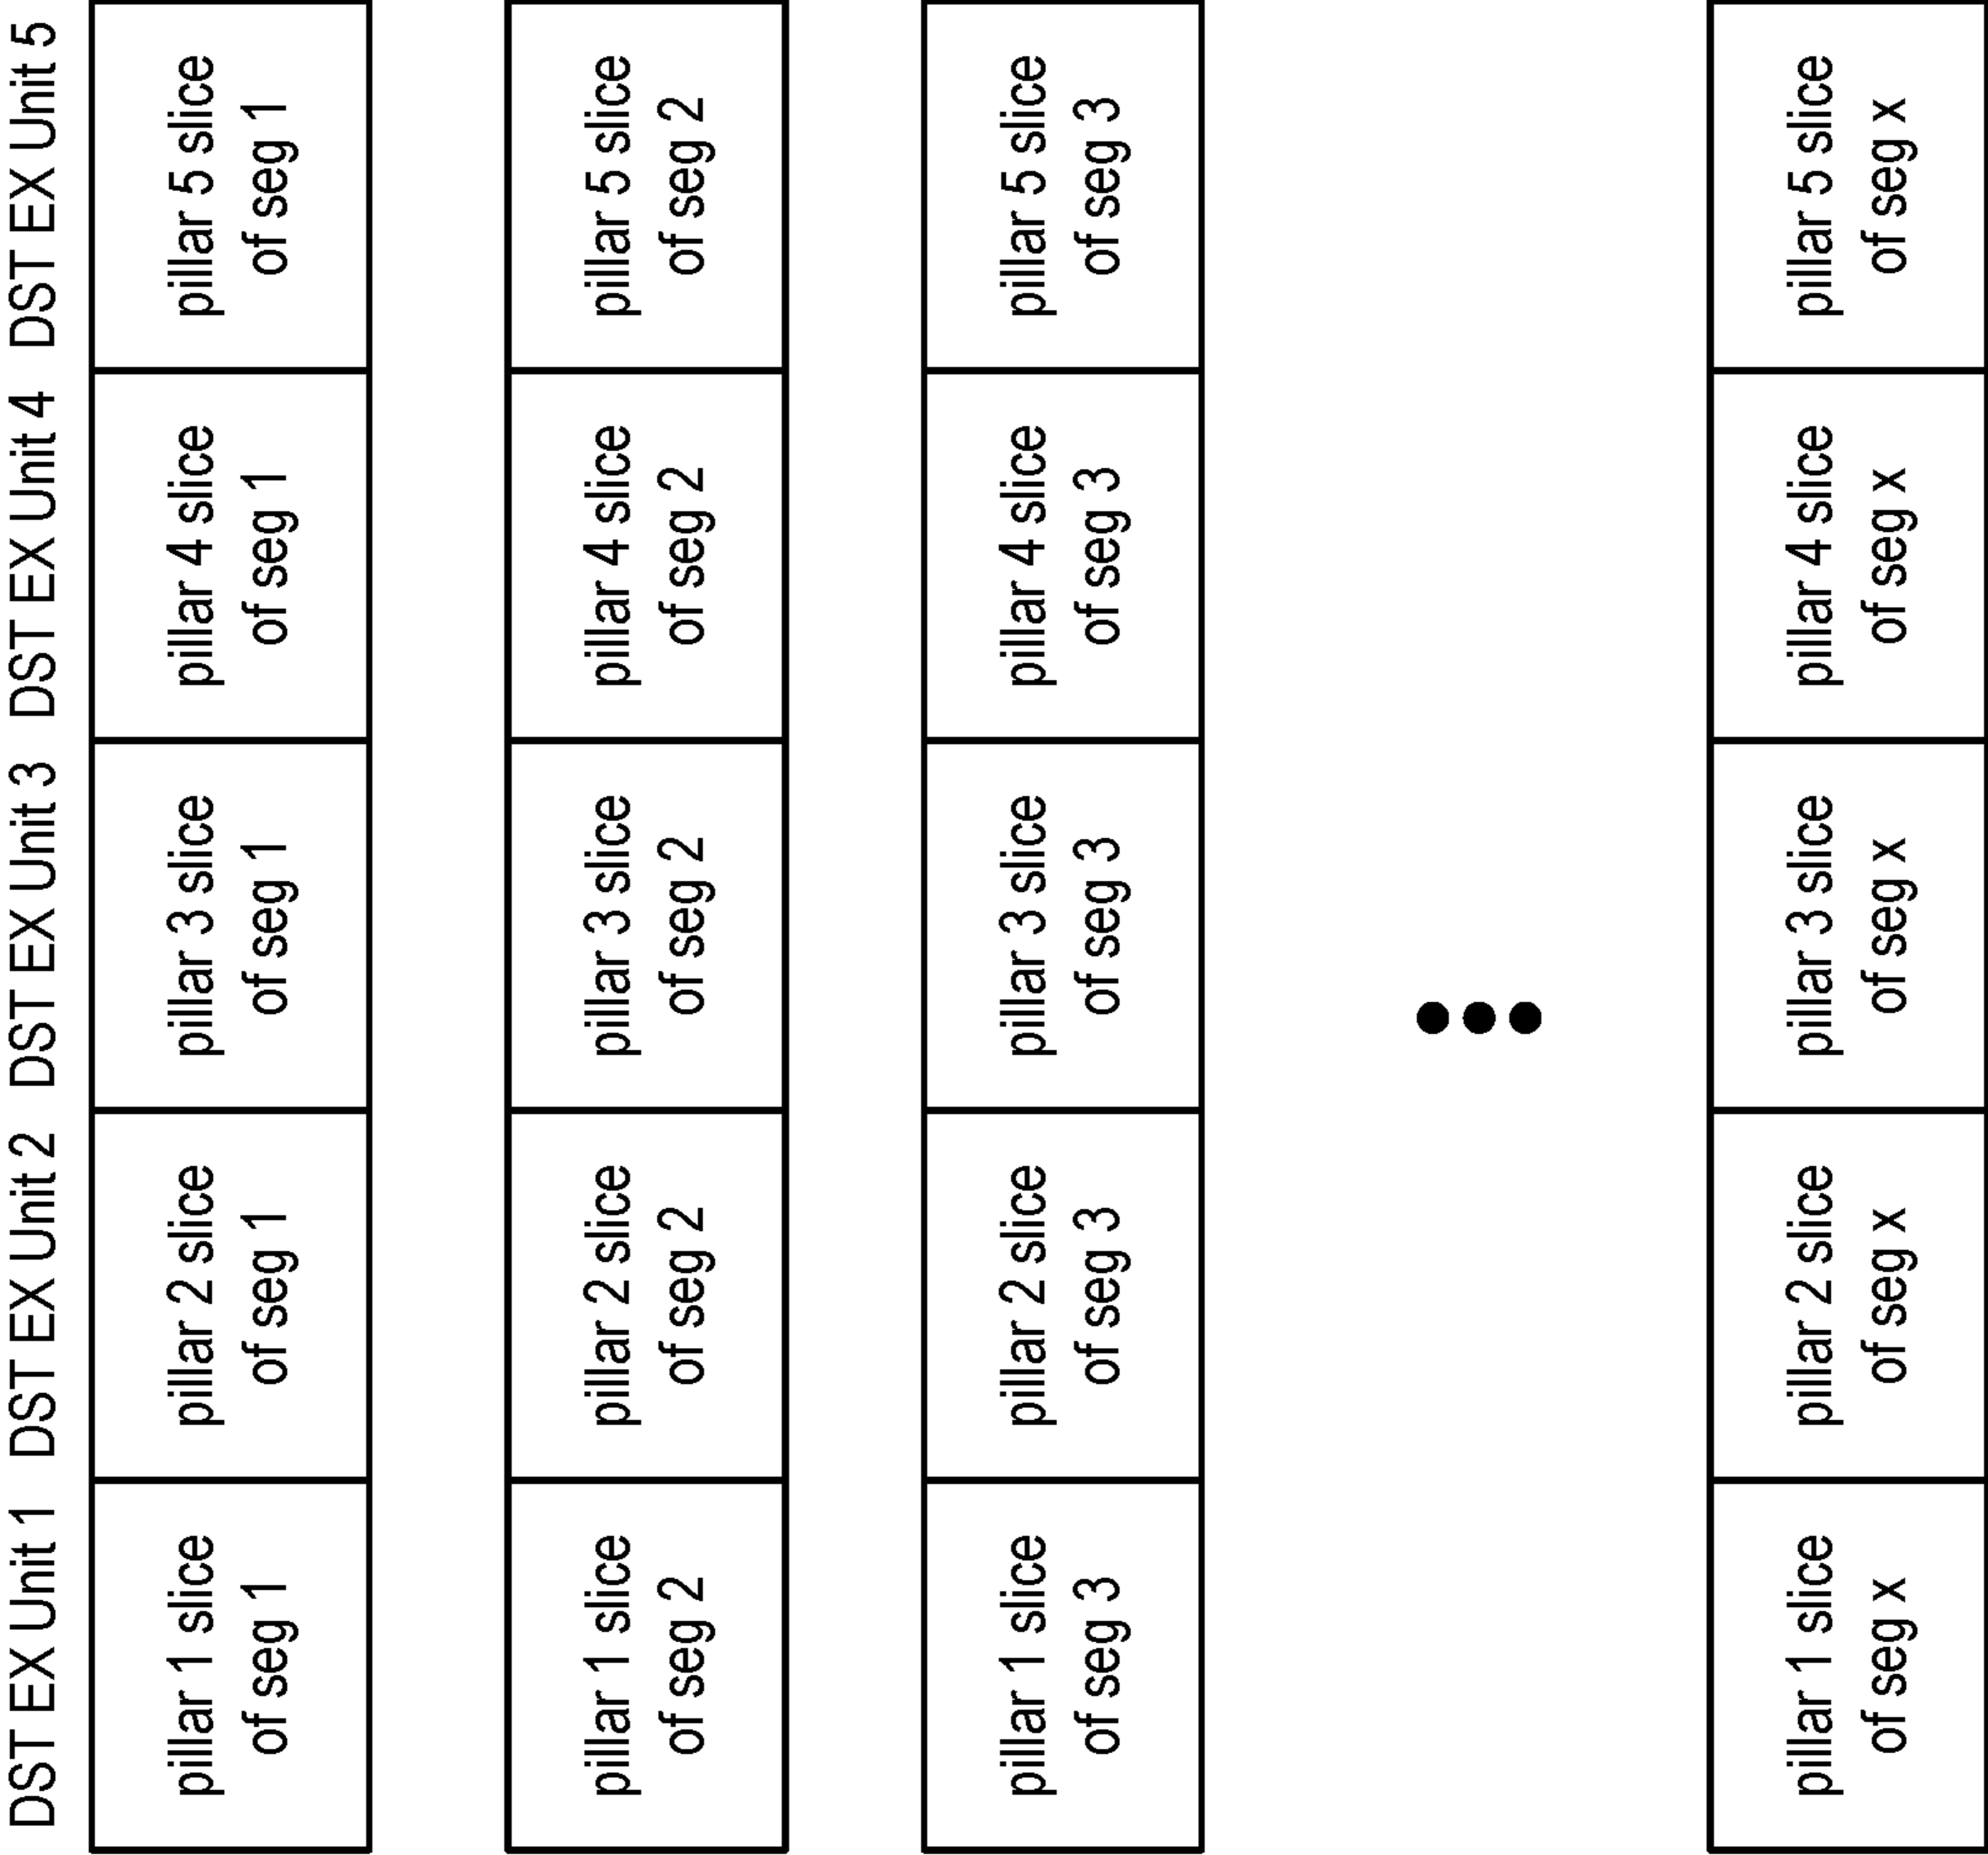 DST EX Unit 1 DST EX Unit 2 DST EX Unit 3 DST EX Unit 4 DST EX Unit 5
pillar 1 slice
of seg 1
pillar 2 slice
of seg 1
pillar 3 slice
of seg 1
pillar 4 slice
of seg 1
pillar 5 slice
of seg 1
pillar 1 slice
of seg 2
pillar 2 slice
of seg 2
pillar 3 slice
of seg 2
pillar 4 slice
of seg 2
pillar 5 slice
of seg 2
pillar 1 slice
of seg 3
pillar 2 slice
of seg 3
pillar 3 slice
of seg 3
pillar 4 slice
of seg 3
pillar 5 slice
of seg 3
pillar 1 slice
of seg x
pillar 2 slice
of seg x
pillar 3 slice
of seg x
pillar 4 slice
of seg x
pillar 5 slice
of seg x